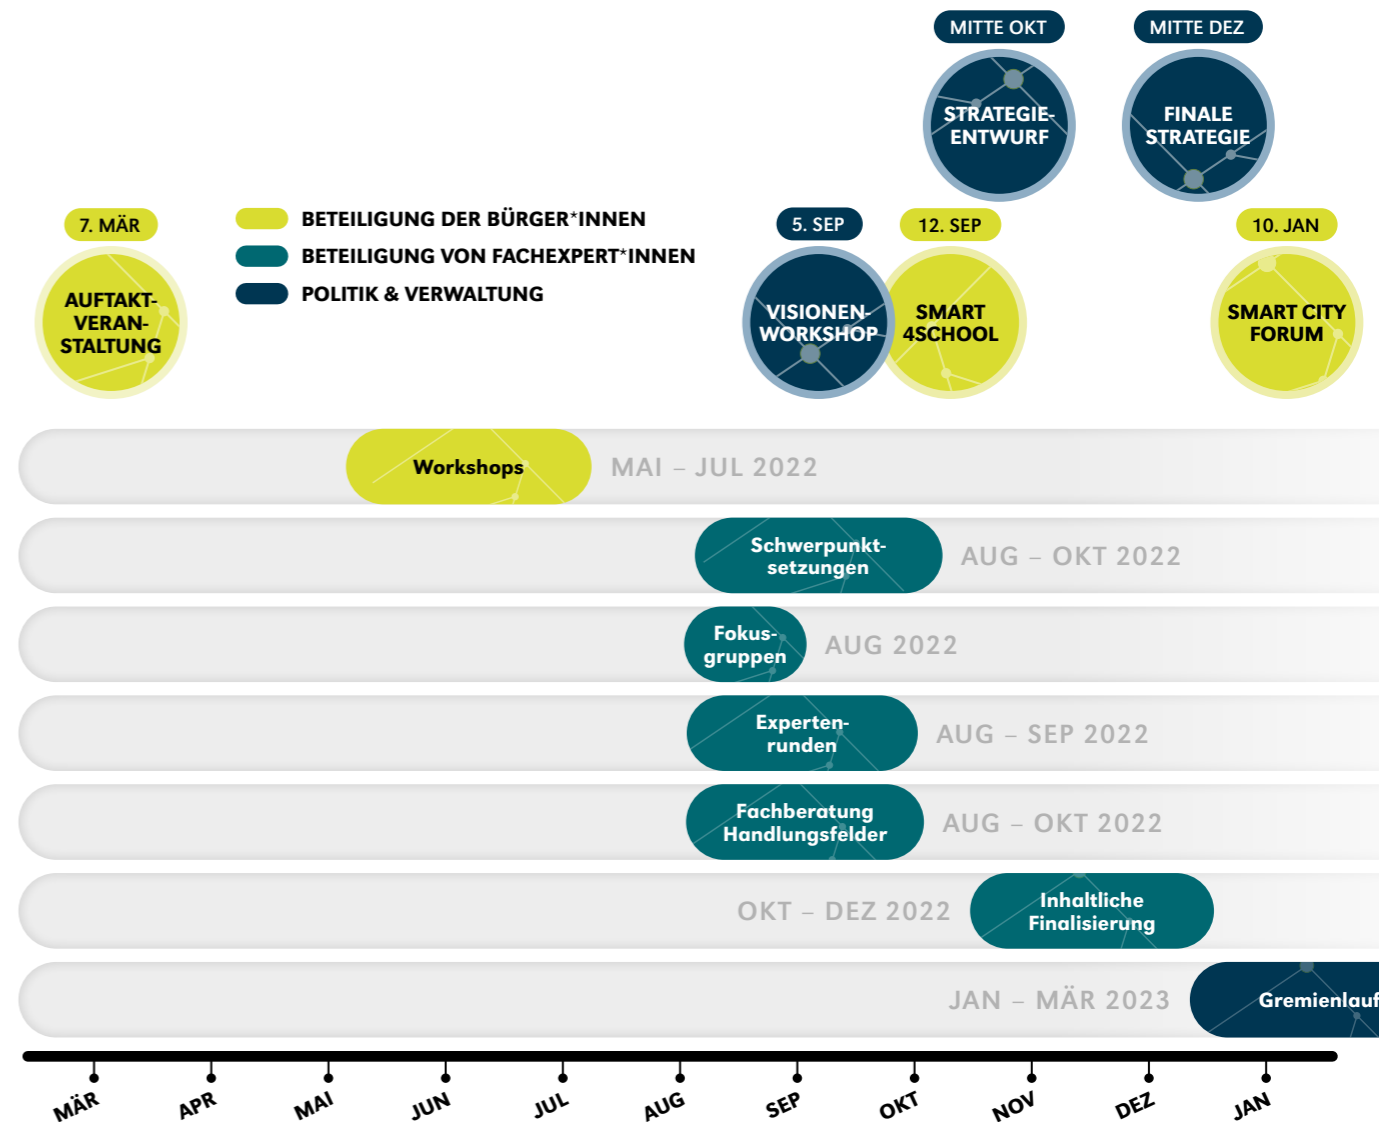 MITTE OKT
STRATEGIE-
ENTWURF
MITTE DEZ
FINALE
STRATEGIE
7. MÄR
AUFTAKT-
VERAN-
STALTUNG
BETEILIGUNG DER BÜRGER*INNEN
BETEILIGUNG VON FACHEXPERT*INNEN
POLITIK & VERWALTUNG
5. SEP
VISIONEN-
WORKSHOP
12. SEP
SMART
4SCHOOL
10. JAN
SMART CITY
FORUM
Workshops
MAI – JUL 2022
Schwerpunkt-
setzungen
AUG – OKT 2022
Fokus-
gruppen
AUG 2022
Experten-
runden
AUG – SEP 2022
Fachberatung
Handlungsfelder
AUG – OKT 2022
OKT – DEZ 2022
Inhaltliche
Finalisierung
JAN – MÄR 2023
Gremienlauf
MÄR
APR
MAI
JUN
JUL
AUG
SEP
OKT
NOV
DEZ
JAN